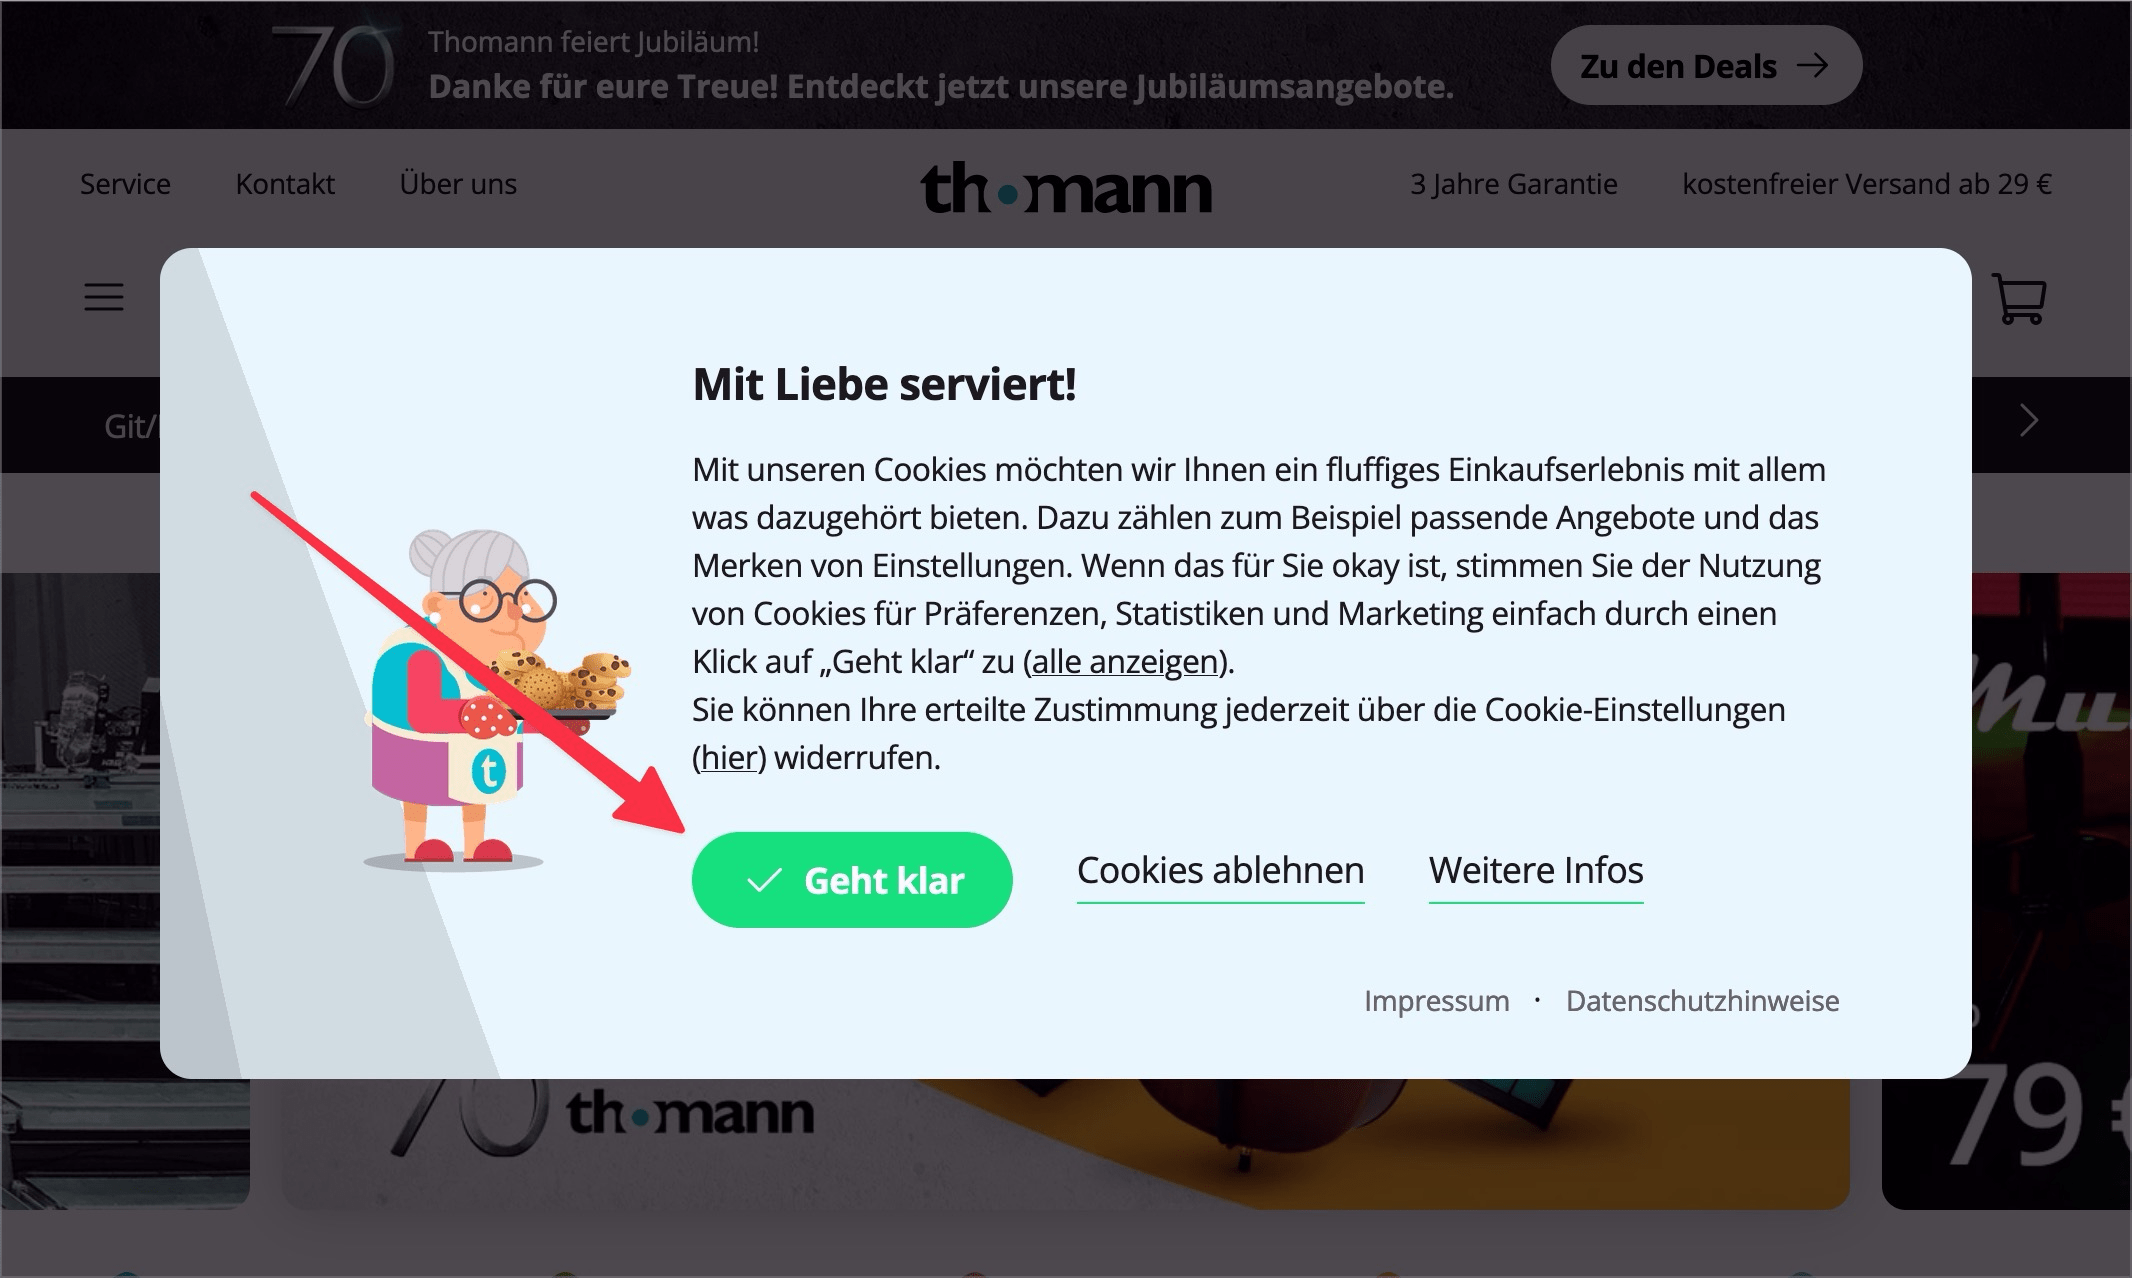 70
Thomann feiert Jubiläum!
Danke für eure Treue! Entdeckt jetzt unsere Jubiläumsangebote.
Zu den Deals
Service
Kontakt
Über uns
thomann
3 Jahre Garantie
kostenfreier Versand ab 29 €
Git/
Mit Liebe serviert!
Mit unseren Cookies möchten wir Ihnen ein fluffiges Einkaufserlebnis mit allem
was dazugehört bieten. Dazu zählen zum Beispiel passende Angebote und das
Merken von Einstellungen. Wenn das für Sie okay ist, stimmen Sie der Nutzung
von Cookies für Präferenzen, Statistiken und Marketing einfach durch einen
Klick auf „Geht klar“ zu (alle anzeigen).
Sie können Ihre erteilte Zustimmung jederzeit über die Cookie-Einstellungen
(hier) widerrufen.
t
Geht klar
Cookies ablehnen
Weitere Infos
Impressum · Datenschutzhinweise
Mu
70 thomann
79 €